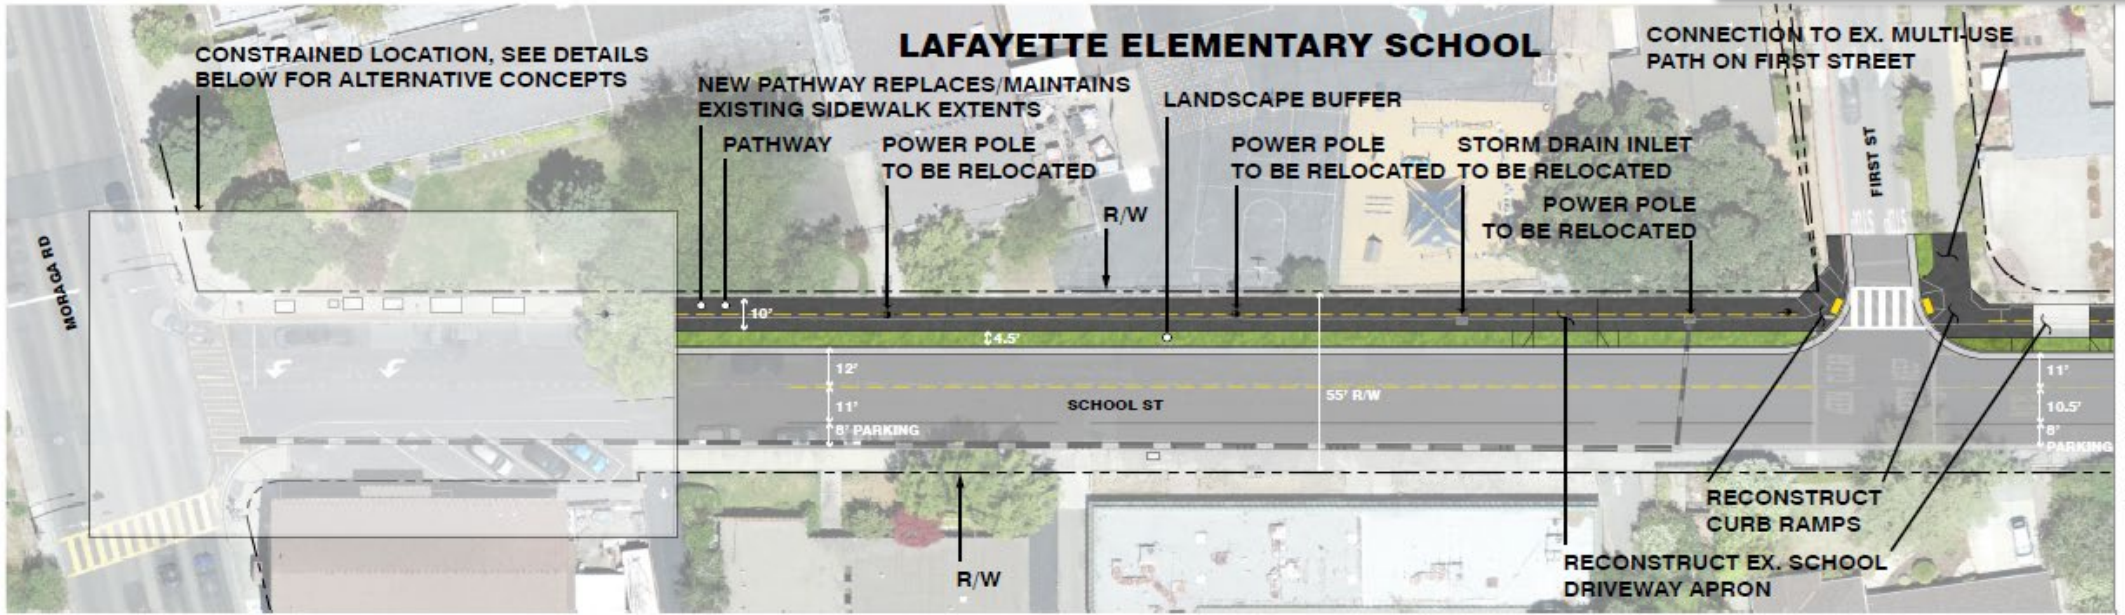 LAFAYETTE ELEMENTARY SCHOOL
CONSTRAINED LOCATION, SEE DETAILS
BELOW FOR ALTERNATIVE CONCEPTS
NEW PATHWAY REPLACES/MAINTAINS
EXISTING SIDEWALK EXTENTS
PATHWAY
POWER POLE
TO BE RELOCATED
LANDSCAPE BUFFER
R/W
POWER POLE
TO BE RELOCATED
STORM DRAIN INLET
TO BE RELOCATED
POWER POLE
TO BE RELOCATED
CONNECTION TO EX. MULTI-USE
PATH ON FIRST STREET
FIRST ST
MORAGA RD
10'
4.5'
12'
11'
8' PARKING
SCHOOL ST
55' R/W
11'
10.5'
8'
PARKING
R/W
RECONSTRUCT
CURB RAMPS
RECONSTRUCT EX. SCHOOL
DRIVEWAY APRON